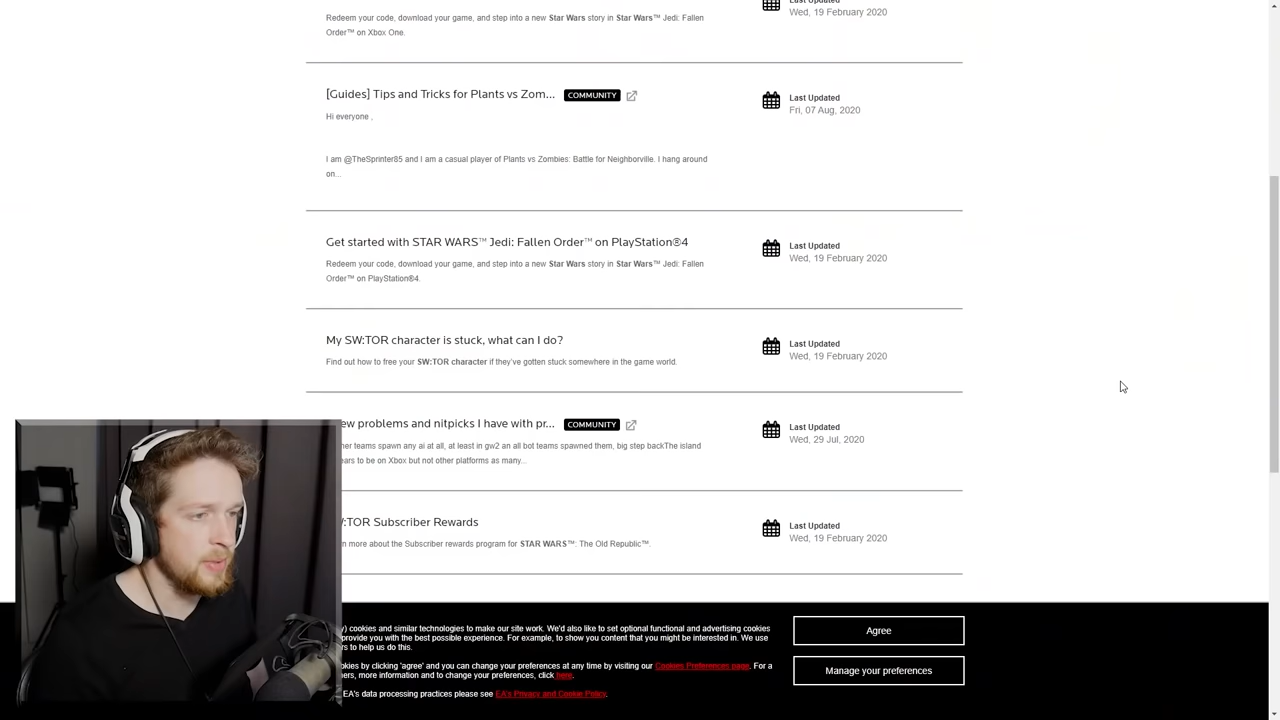 Last Updated
Redeem your code, download your game, and step into a new Star Wars story in Star Wars™ Jedi: Fallen
Wed, 19 February 2020
Order™ on Xbox One.
[Guides] Tips and Tricks for Plants vs Zom... COMMUNITY
Last Updated
Fri, 07 Aug, 2020
Hi everyone ,
I am @TheSprinter85 and I am a casual player of Plants vs Zombies: Battle for Neighborville. I hang around
on...
Get started with STAR WARS™ Jedi: Fallen Order™ on PlayStation®4
Last Updated
Wed, 19 February 2020
Redeem your code, download your game, and step into a new Star Wars story in Star Wars™ Jedi: Fallen
Order™ on PlayStation®4.
My SW:TOR character is stuck, what can I do?
Last Updated
Wed, 19 February 2020
Find out how to free your SW:TOR character if they've gotten stuck somewhere in the game world.
problems and nitpicks I have with pr... COMMUNITY
Last Updated
Wed, 29 Jul, 2020
teams spawn any ai at all, at least in gw2 an all bot teams spawned them, big step backThe island
to be on Xbox but not other platforms as many...
:TOR Subscriber Rewards
Last Updated
Wed, 19 February 2020
more about the Subscriber rewards program for STAR WARS™: The Old Republic™.
) cookies and similar technologies to make our site work. We'd also like to set optional functional and advertising cookies
provide you with the best possible experience. For example, to show you content that you might be interested in. We use
to help us do this.
Agree
by clicking 'agree' and you can change your preferences at any time by visiting our Cookies Preferences page. For a
more information and to change your preferences, click here.
Manage your preferences
EA's data processing practices please see EA's Privacy and Cookie Policy.